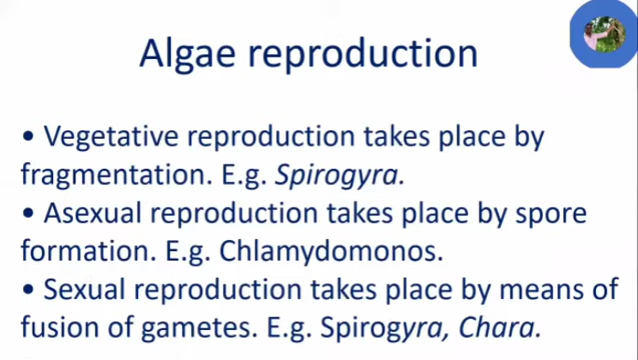 Algae reproduction
• Vegetative reproduction takes place by
fragmentation. E.g. Spirogyra.
• Asexual reproduction takes place by spore
formation. E.g. Chlamydomonos.
• Sexual reproduction takes place by means of
fusion of gametes. E.g. Spirogyra, Chara.